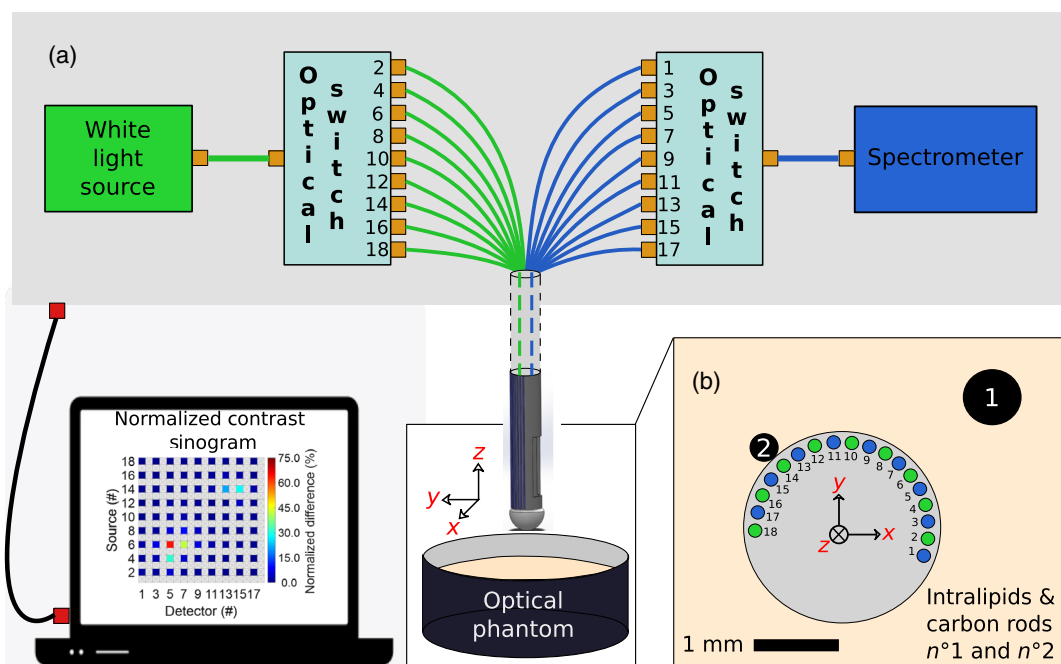 (a)
White
light
source
Optical
switch
2
4
6
8
10
12
14
16
18
Optical
switch
1
3
5
7
9
11
13
15
17
Spectrometer
Normalized contrast
sinogram
18
16
14
12
10
8
6
4
2
Source (#)
1 3 5 7 9 11 13 15 17
Detector (#)
75.0
60.0
45.0
30.0
15.0
0.0
Normalized difference (%)
z
y
x
Optical
phantom
(b)
1
2
1
2
3
4
5
6
7
8
9
10
11
12
13
14
15
16
17
18
y
x
z
1 mm
Intralipids &
carbon rods
n°1 and n°2